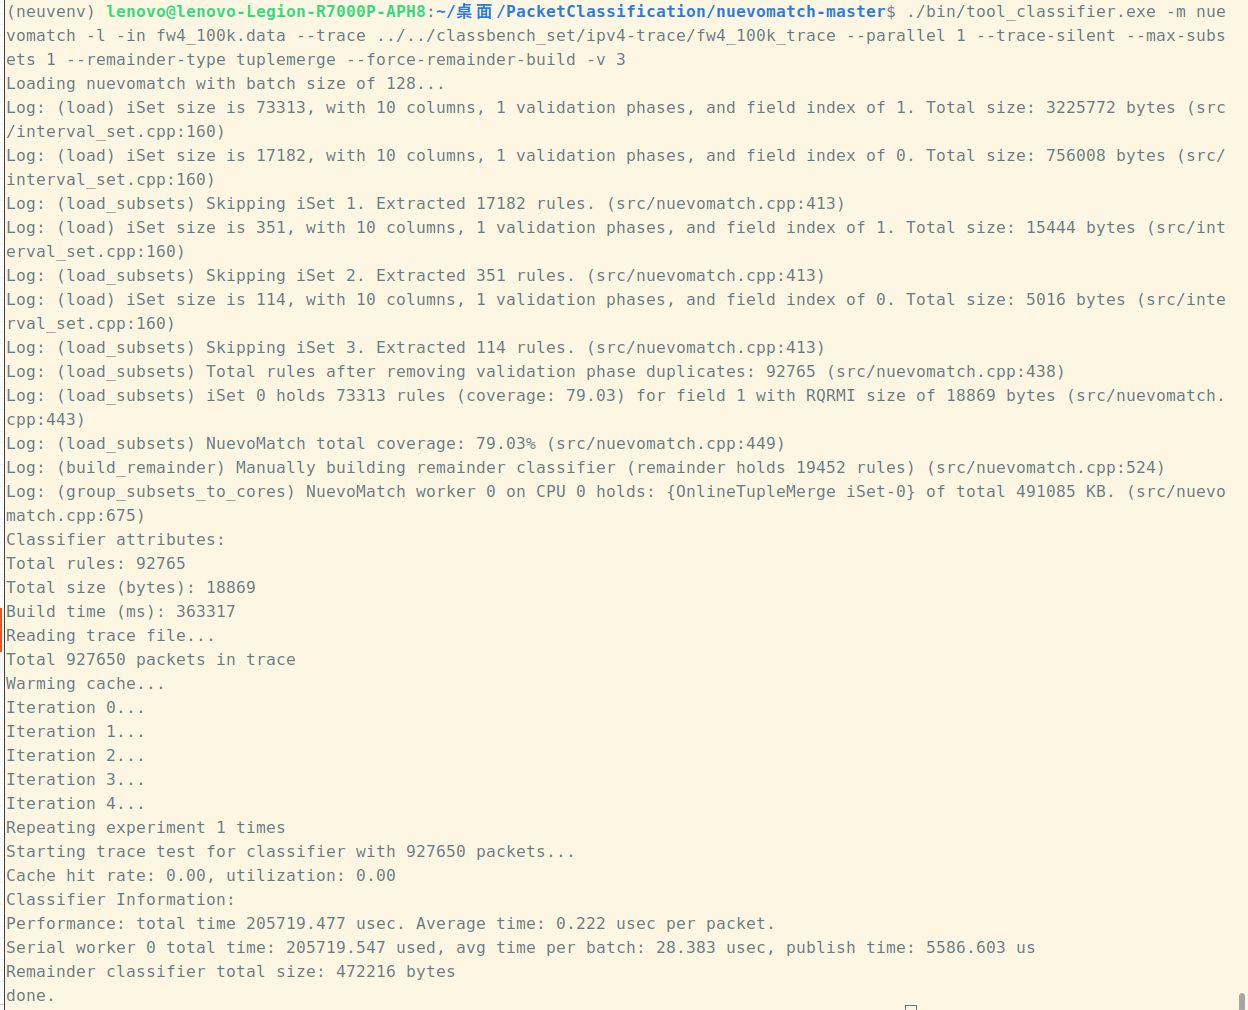 (neuvenv) lenovo@lenovo-Legion-R7000P-APH8:~/桌面/PacketClassification/nuevomatch-master$ ./bin/tool_classifier.exe -m nue
vomatch -l -in fw4_100k.data --trace ../../classbench_set/ipv4-trace/fw4_100k_trace --parallel 1 --trace-silent --max-subs
ets 1 --remainder-type tuplemerge --force-remainder-build -v 3
Loading nuevomatch with batch size of 128...
Log: (load) iSet size is 73313, with 10 columns, 1 validation phases, and field index of 1. Total size: 3225772 bytes (src
/interval_set.cpp:160)
Log: (load) iSet size is 17182, with 10 columns, 1 validation phases, and field index of 0. Total size: 756008 bytes (src/
interval_set.cpp:160)
Log: (load_subsets) Skipping iSet 1. Extracted 17182 rules. (src/nuevomatch.cpp:413)
Log: (load) iSet size is 351, with 10 columns, 1 validation phases, and field index of 1. Total size: 15444 bytes (src/int
erval_set.cpp:160)
Log: (load_subsets) Skipping iSet 2. Extracted 351 rules. (src/nuevomatch.cpp:413)
Log: (load) iSet size is 114, with 10 columns, 1 validation phases, and field index of 0. Total size: 5016 bytes (src/inte
rval_set.cpp:160)
Log: (load_subsets) Skipping iSet 3. Extracted 114 rules. (src/nuevomatch.cpp:413)
Log: (load_subsets) Total rules after removing validation phase duplicates: 92765 (src/nuevomatch.cpp:438)
Log: (load_subsets) iSet 0 holds 73313 rules (coverage: 79.03) for field 1 with RQRMI size of 18869 bytes (src/nuevomatch.
cpp:443)
Log: (load_subsets) NuevoMatch total coverage: 79.03% (src/nuevomatch.cpp:449)
Log: (build_remainder) Manually building remainder classifier (remainder holds 19452 rules) (src/nuevomatch.cpp:524)
Log: (group_subsets_to_cores) NuevoMatch worker 0 on CPU 0 holds: {OnlineTupleMerge iSet-0} of total 491085 KB. (src/nuevo
match.cpp:675)
Classifier attributes:
Total rules: 92765
Total size (bytes): 18869
Build time (ms): 363317
Reading trace file...
Total 927650 packets in trace
Warming cache...
Iteration 0...
Iteration 1...
Iteration 2...
Iteration 3...
Iteration 4...
Repeating experiment 1 times
Starting trace test for classifier with 927650 packets...
Cache hit rate: 0.00, utilization: 0.00
Classifier Information:
Performance: total time 205719.477 usec. Average time: 0.222 usec per packet.
Serial worker 0 total time: 205719.547 used, avg time per batch: 28.383 usec, publish time: 5586.603 us
Remainder classifier total size: 472216 bytes
done.